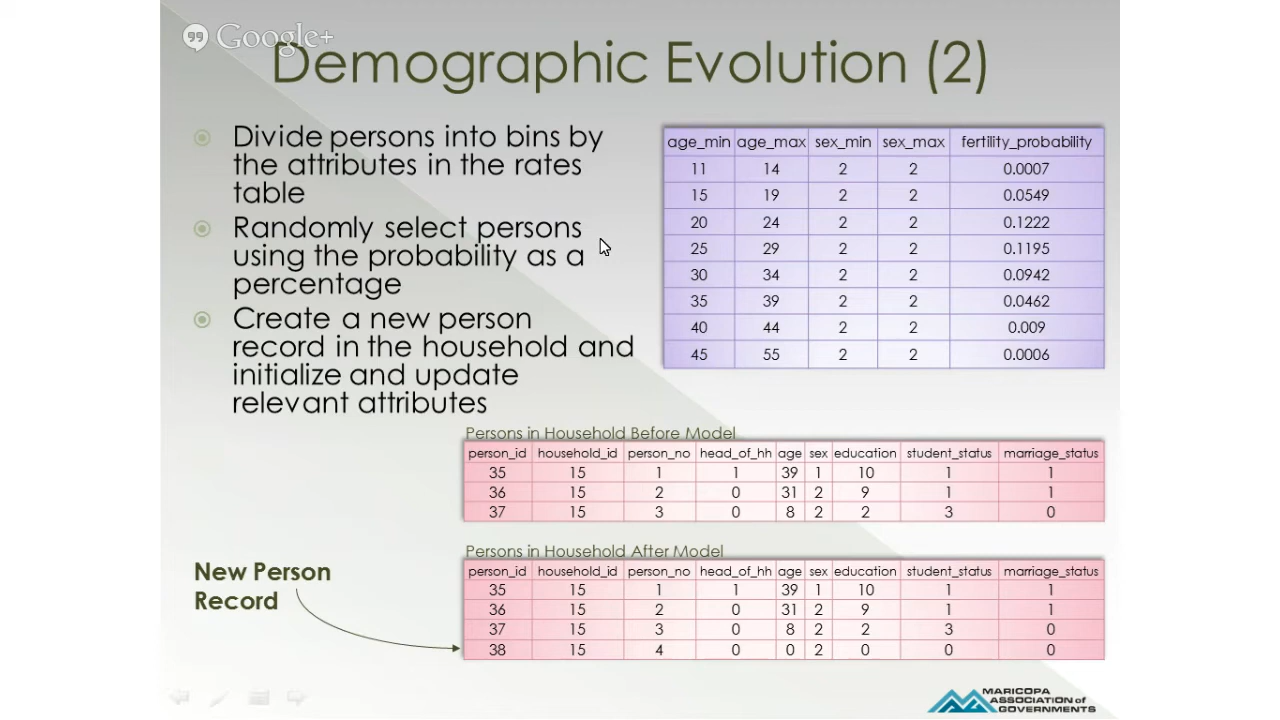 Google+
Demographic Evolution (2)
Divide persons into bins by
the attributes in the rates
table
Randomly select persons
using the probability as a
percentage
Create a new person
record in the household and
initialize and update
relevant attributes
age_min age_max sex_min sex_max fertility_probability
11 14 2 2 0.0007
15 19 2 2 0.0549
20 24 2 2 0.1222
25 29 2 2 0.1195
30 34 2 2 0.0942
35 39 2 2 0.0462
40 44 2 2 0.009
45 55 2 2 0.0006
Persons in Household Before Model
person_id household_id person_no head_of_hh age sex education student_status marriage_status
35 15 1 1 39 1 10 1 1
36 15 2 0 31 2 9 1 1
37 15 3 0 8 2 2 3 0
Persons in Household After Model
person_id household_id person_no head_of_hh age sex education student_status marriage_status
35 15 1 1 39 1 10 1 1
36 15 2 0 31 2 9 1 1
37 15 3 0 8 2 2 3 0
38 15 4 0 0 2 0 0 0
New Person
Record
MARICOPA
ASSOCIATION of
GOVERNMENTS